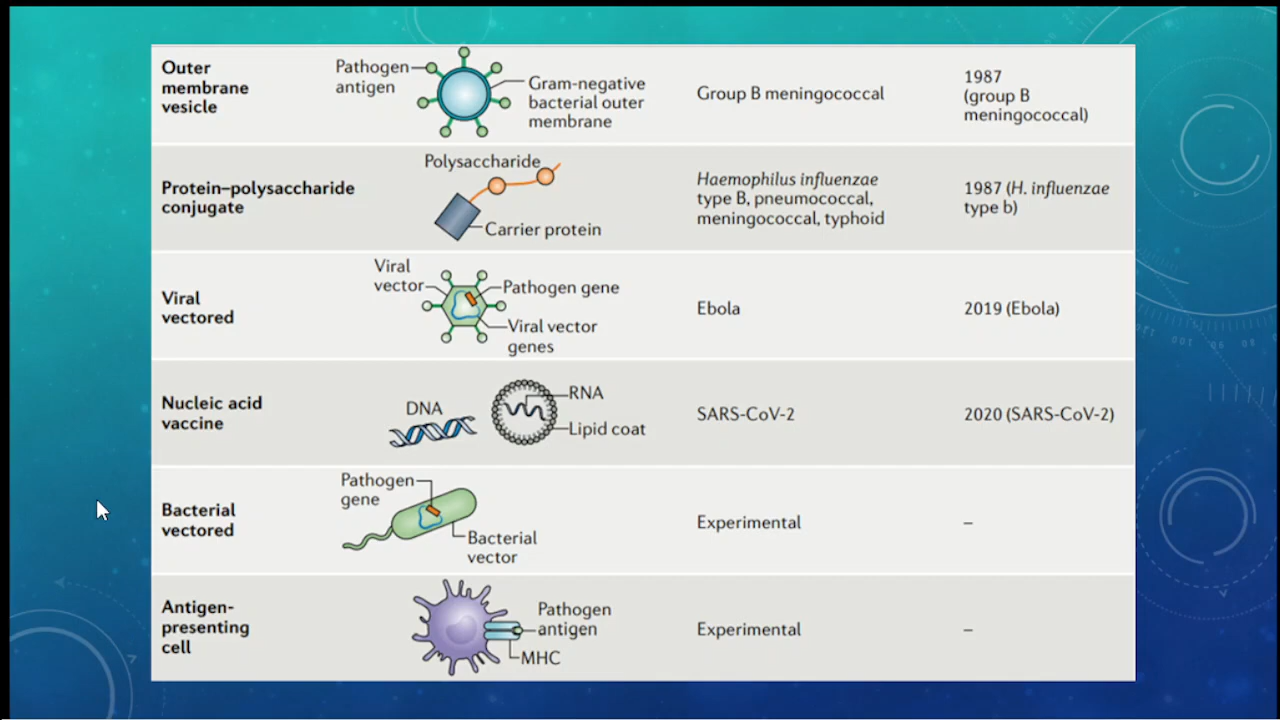 Outer
membrane
vesicle
Pathogen
antigen
Gram-negative
bacterial outer
membrane
Group B meningococcal
1987
(group B
meningococcal)
Protein–polysaccharide
conjugate
Polysaccharide
Carrier protein
Haemophilus influenzae
type B, pneumococcal,
meningococcal, typhoid
1987 (H. influenzae
type b)
Viral
vectored
Viral
vector
Pathogen gene
Viral vector
genes
Ebola
2019 (Ebola)
Nucleic acid
vaccine
DNA
RNA
Lipid coat
SARS-CoV-2
2020 (SARS-CoV-2)
Bacterial
vectored
Pathogen
gene
Bacterial
vector
Experimental
–
Antigen-
presenting
cell
Pathogen
antigen
MHC
Experimental
–